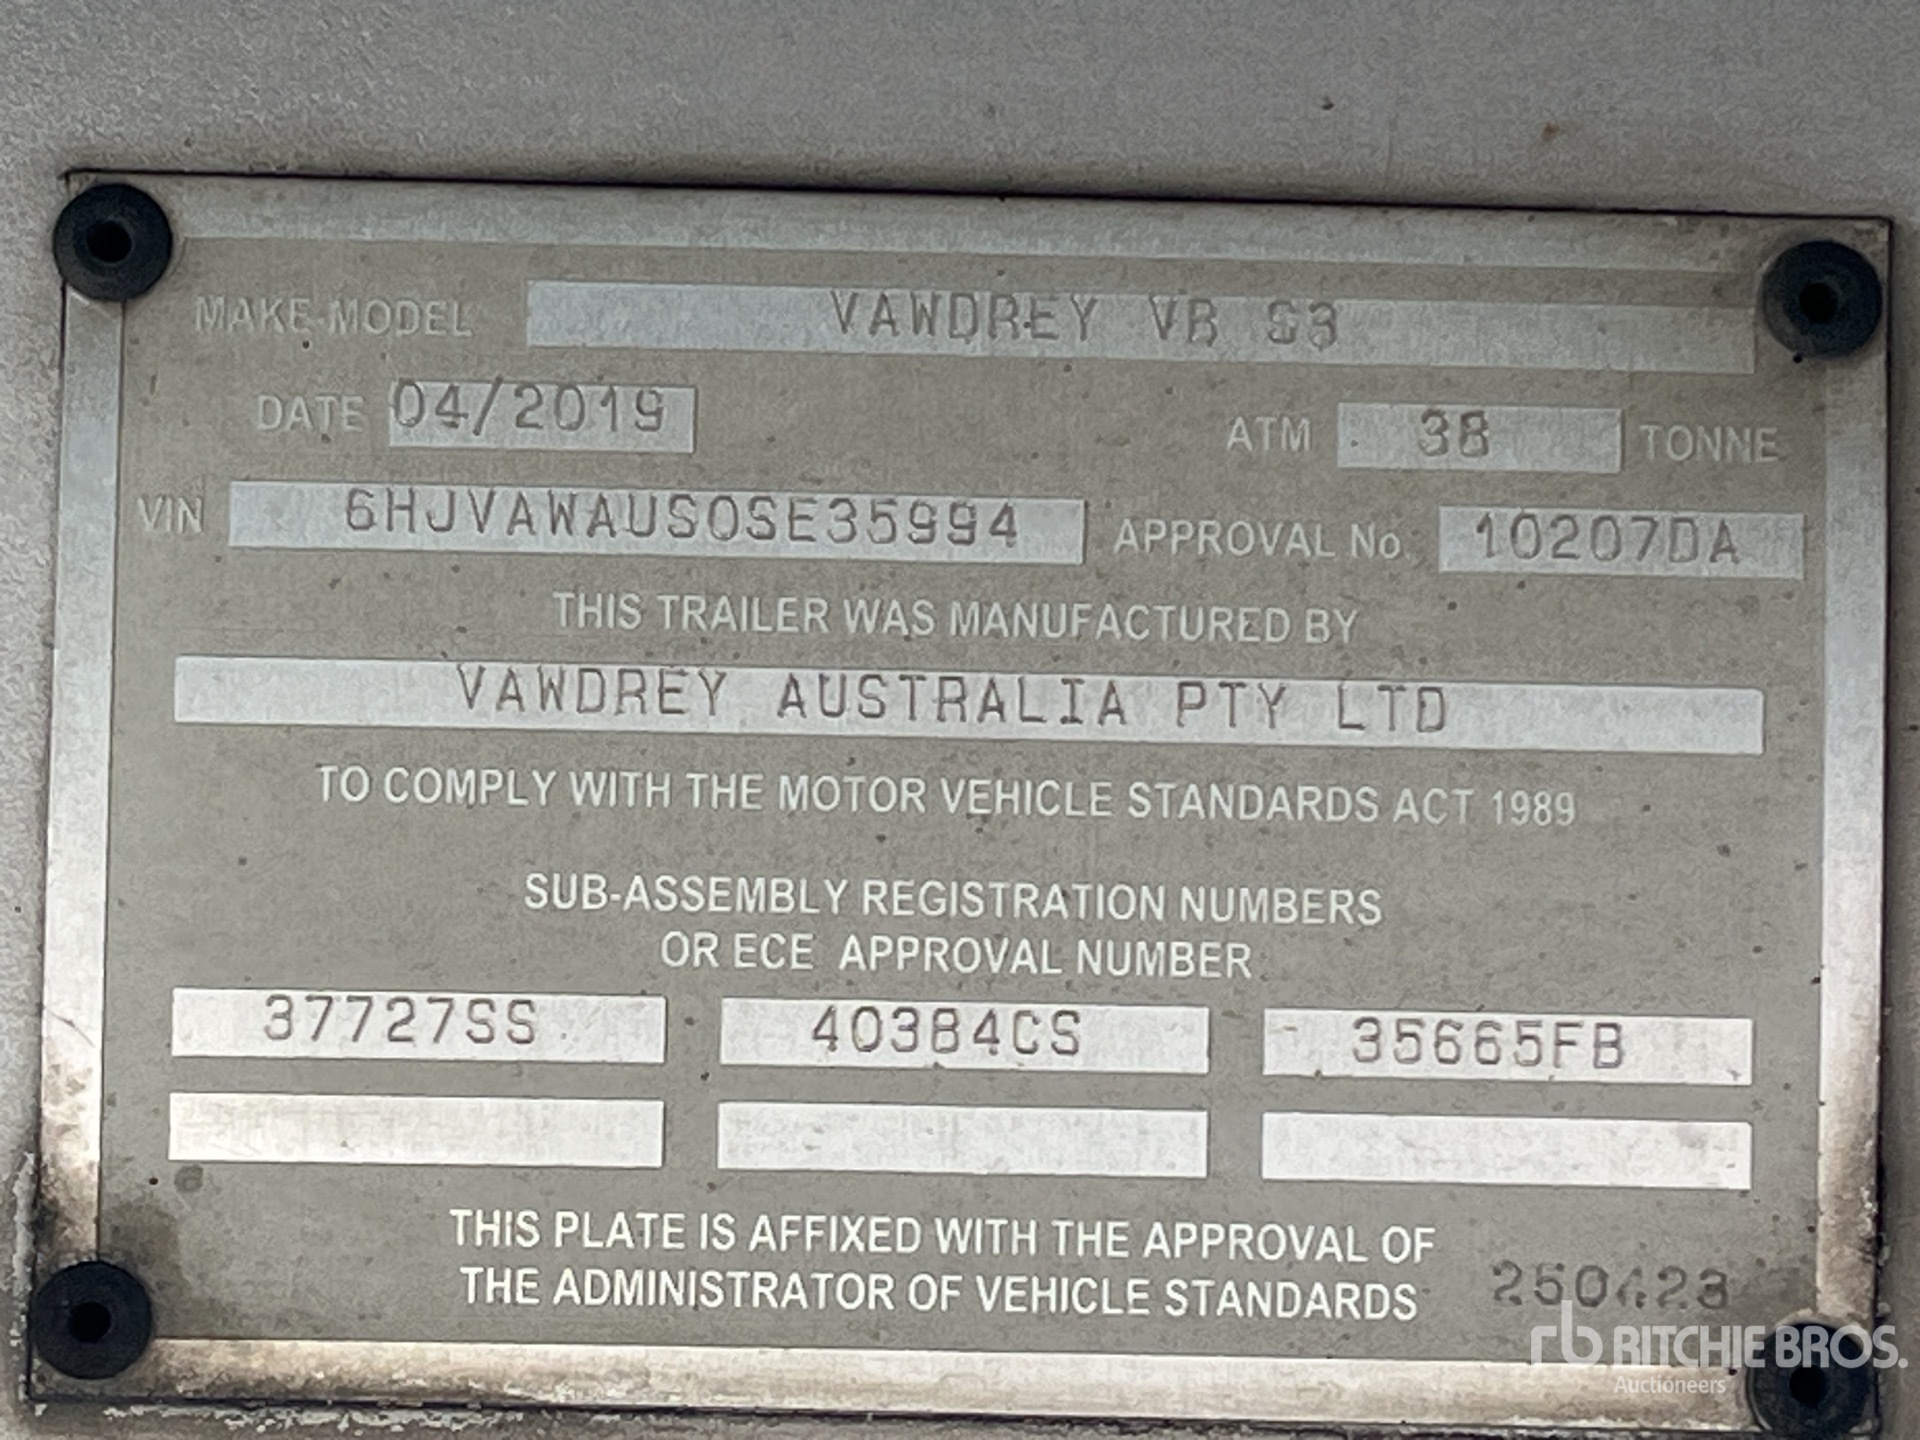 MAKE-MODEL VAWDREY VB S3
DATE 04/2019 ATM 38 TONNE
VIN 6HJVAWAUS0SE35994 APPROVAL No. 10207DA
THIS TRAILER WAS MANUFACTURED BY
VAWDREY AUSTRALIA PTY LTD
TO COMPLY WITH THE MOTOR VEHICLE STANDARDS ACT 1989
SUB-ASSEMBLY REGISTRATION NUMBERS
OR ECE APPROVAL NUMBER
37727SS 40384CS 35665FB
THIS PLATE IS AFFIXED WITH THE APPROVAL OF
THE ADMINISTRATOR OF VEHICLE STANDARDS 250423
rb RITCHIE BROS.
Auctioneers